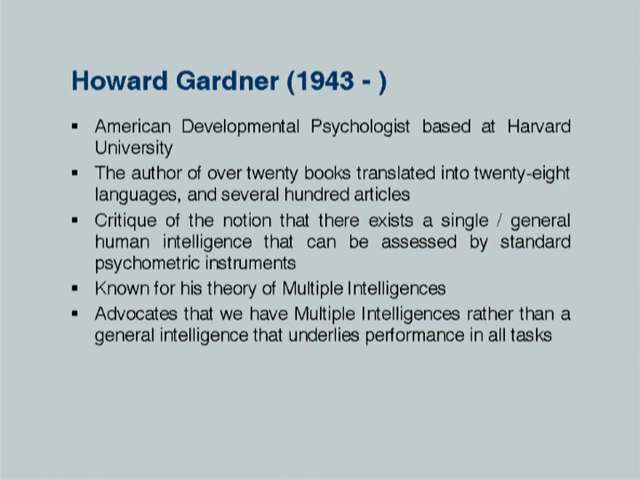 Howard Gardner (1943 - )
▪ American Developmental Psychologist based at Harvard
University
▪ The author of over twenty books translated into twenty-eight
languages, and several hundred articles
▪ Critique of the notion that there exists a single / general
human intelligence that can be assessed by standard
psychometric instruments
▪ Known for his theory of Multiple Intelligences
▪ Advocates that we have Multiple Intelligences rather than a
general intelligence that underlies performance in all tasks